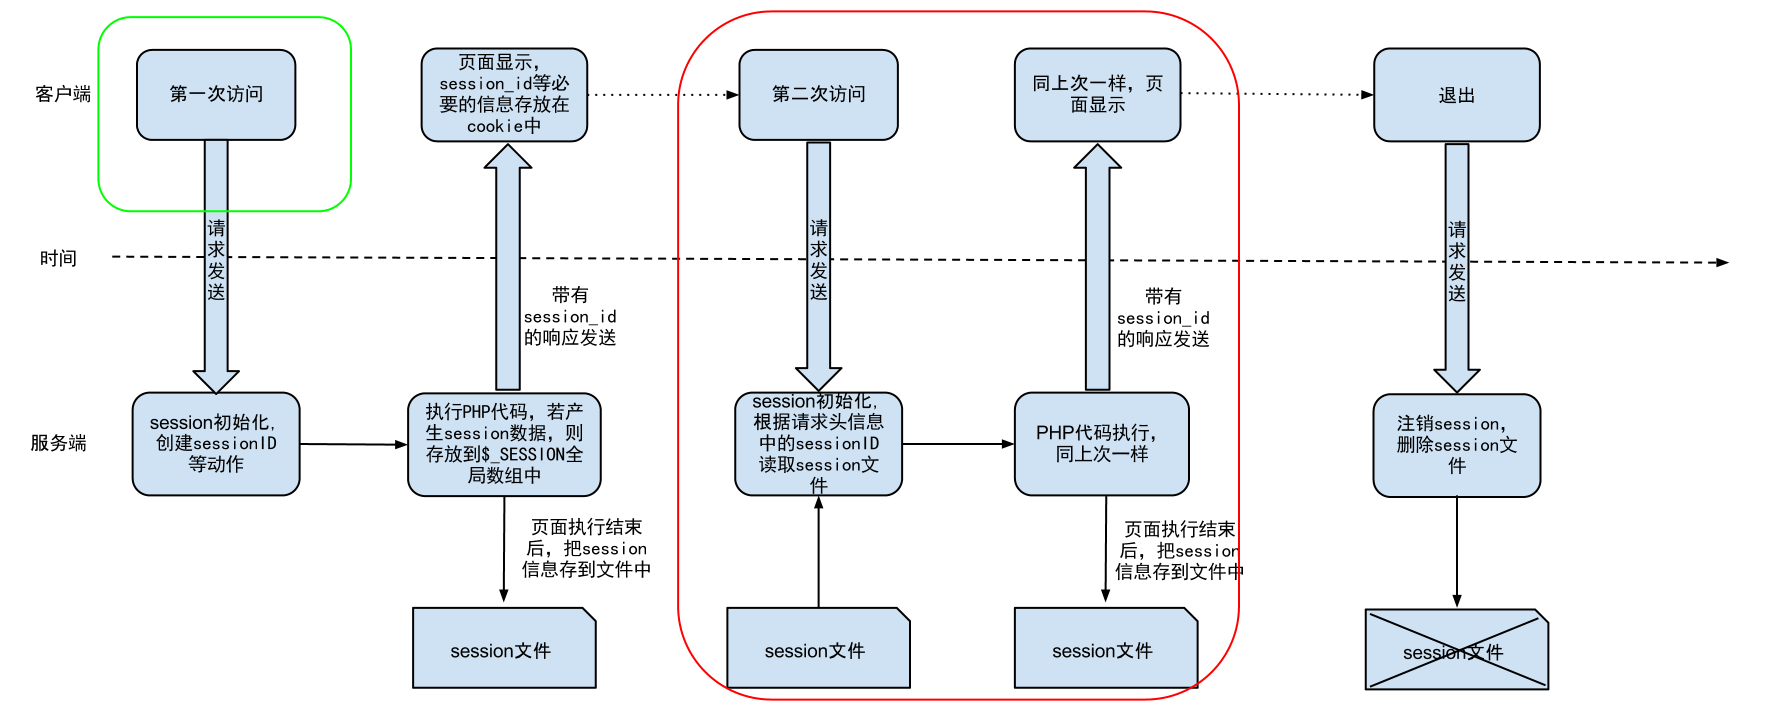 客户端
第一次访问
页面显示，
session_id等必
要的信息存放在
cookie中
第二次访问
同上次一样，页
面显示
退出
时间
请
求
发
送
带有
session_id
的响应发送
请
求
发
送
带有
session_id
的响应发送
请
求
发
送
服务端
session初始化，
创建sessionID
等动作
执行PHP代码，若产
生session数据，则
存放到$_SESSION全
局数组中
session初始化，
根据请求头信息
中的sessionID
读取session文
件
PHP代码执行，
同上次一样
注销session，
删除session文
件
页面执行结束
后，把session
信息存到文件中
页面执行结束
后，把session
信息存到文件中
session文件
session文件
session文件
session文件